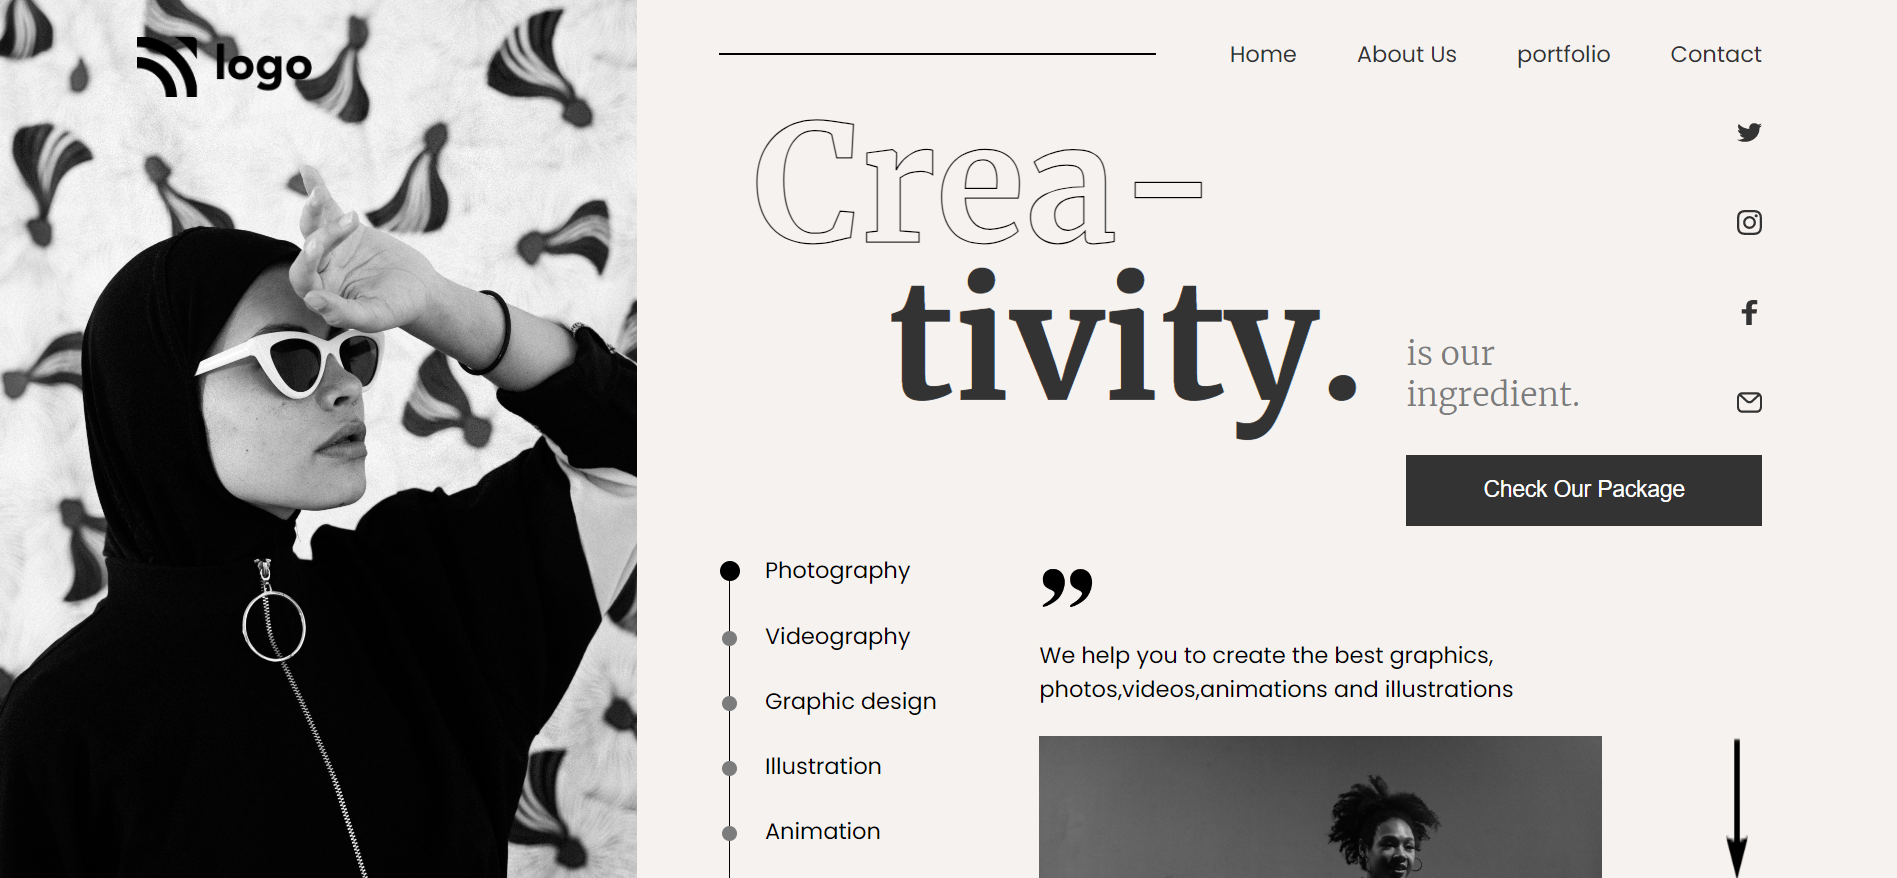 logo
Home About Us portfolio Contact
Crea-
tivity.
is our
ingredient.
Check Our Package
Photography
Videography
Graphic design
Illustration
Animation
”
We help you to create the best graphics,
photos,videos,animations and illustrations